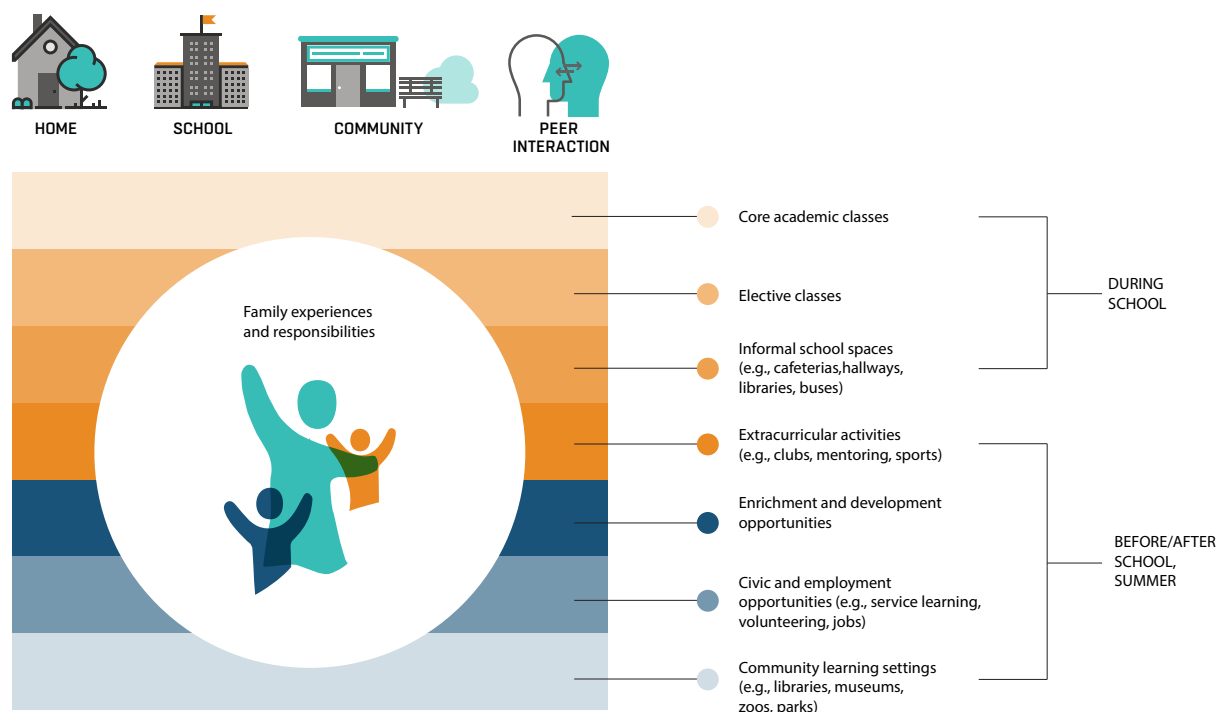 HOME
SCHOOL
COMMUNITY
PEER
INTERACTION
Family experiences
and responsibilities
Core academic classes
Elective classes
Informal school spaces
(e.g., cafeterias,hallways,
libraries, buses)
DURING
SCHOOL
Extracurricular activities
(e.g., clubs, mentoring, sports)
Enrichment and development
opportunities
Civic and employment
opportunities (e.g., service learning,
volunteering, jobs)
Community learning settings
(e.g., libraries, museums,
zoos, parks)
BEFORE/AFTER
SCHOOL,
SUMMER